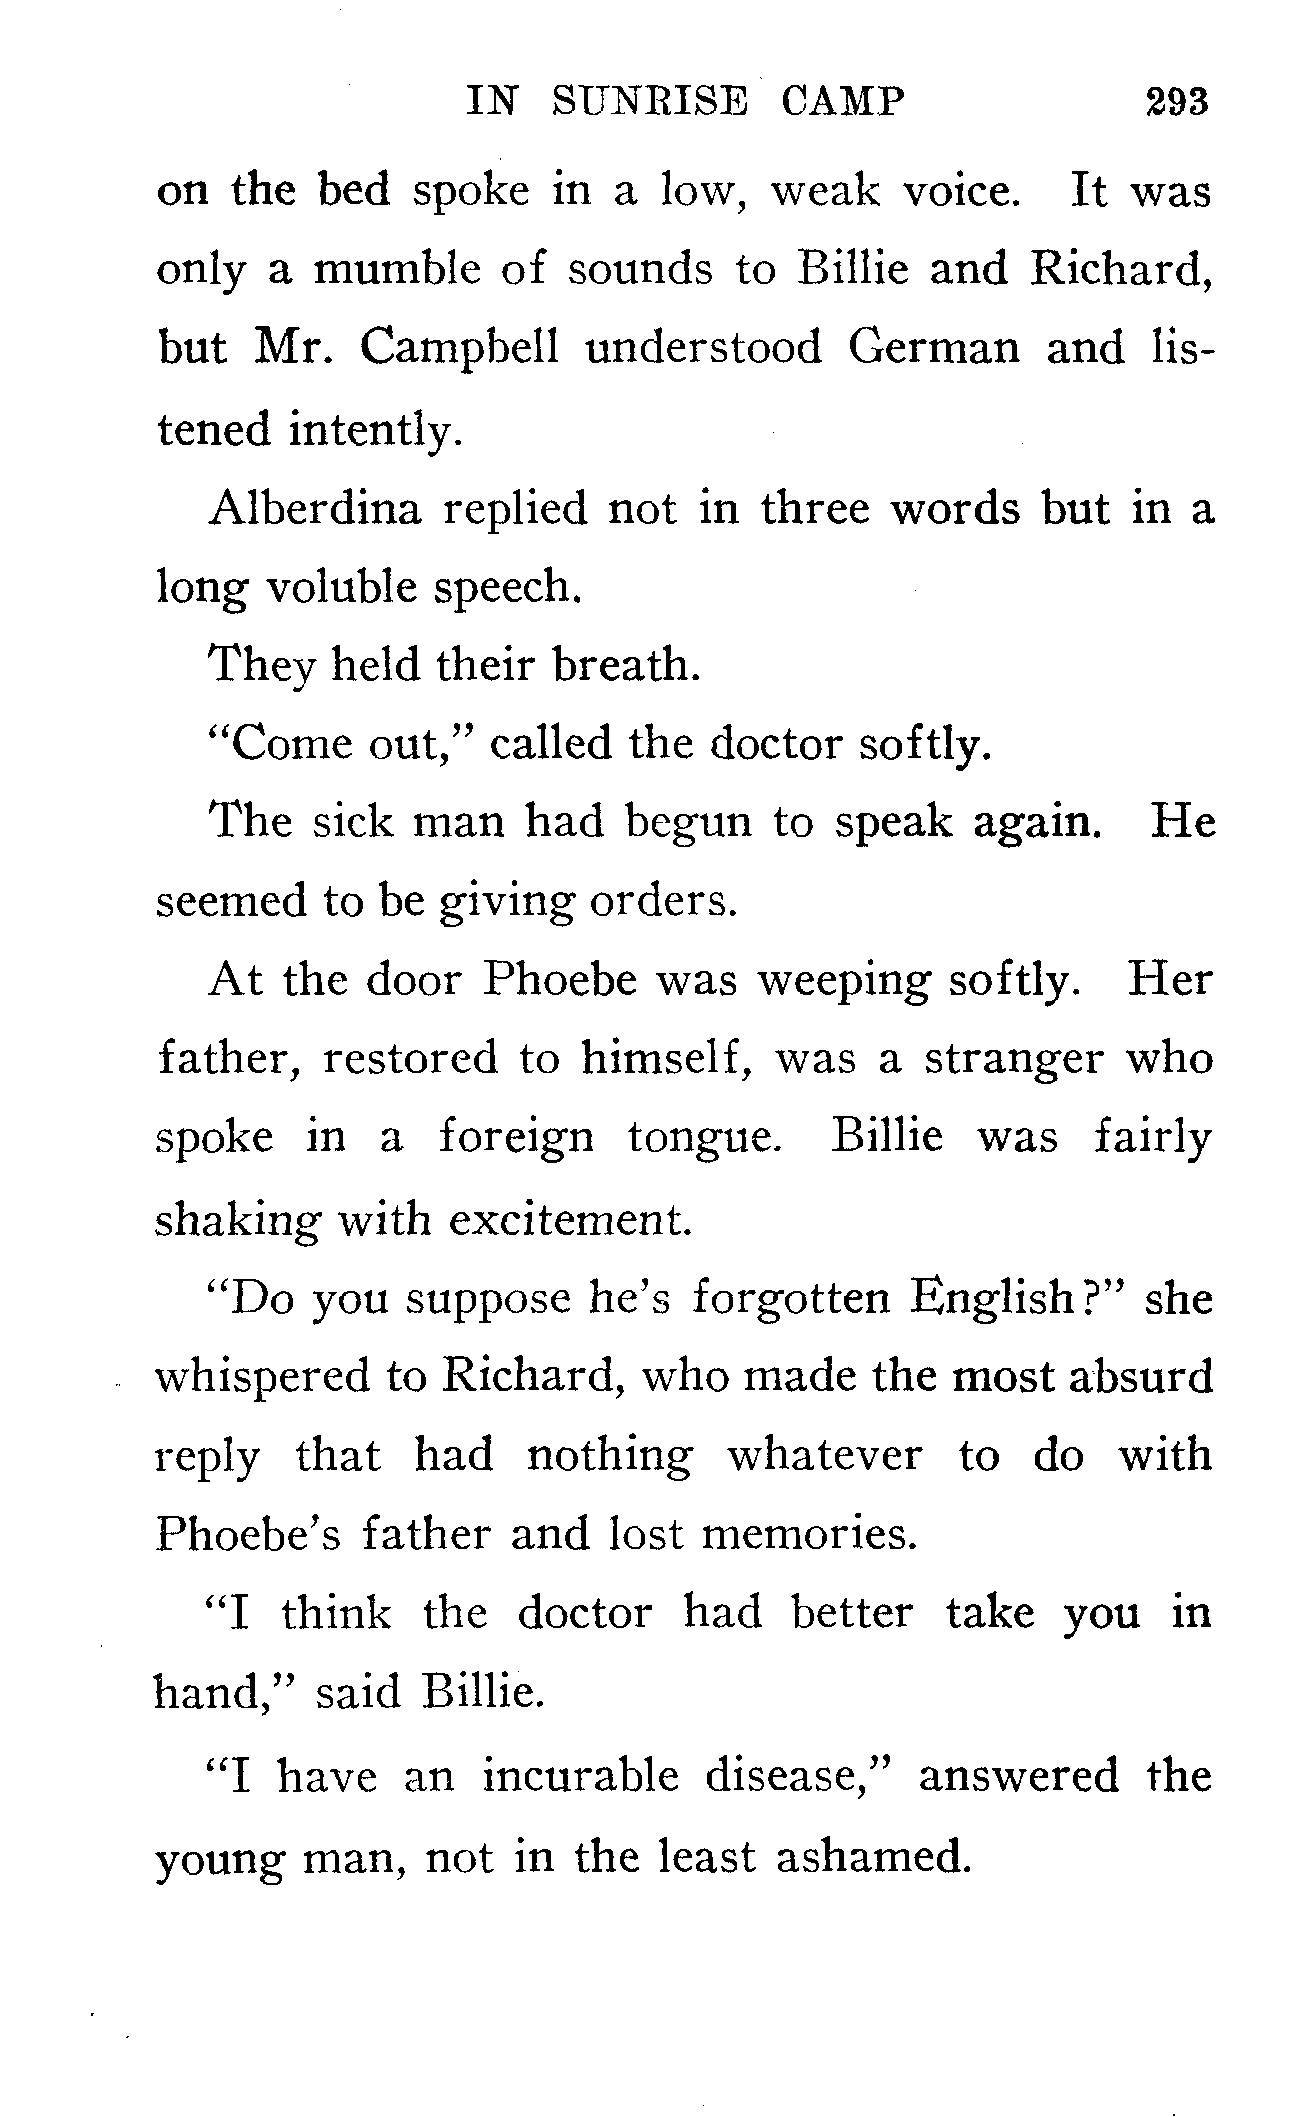 IN SUNRISE CAMP 293
on the bed spoke in a low, weak voice. It was
only a mumble of sounds to Billie and Richard,
but Mr. Campbell understood German and lis-
tened intently.
Alberdina replied not in three words but in a
long voluble speech.
They held their breath.
“Come out,” called the doctor softly.
The sick man had begun to speak again. He
seemed to be giving orders.
At the door Phoebe was weeping softly. Her
father, restored to himself, was a stranger who
spoke in a foreign tongue. Billie was fairly
shaking with excitement.
“Do you suppose he’s forgotten English?” she
whispered to Richard, who made the most absurd
reply that had nothing whatever to do with
Phoebe’s father and lost memories.
“I think the doctor had better take you in
hand,” said Billie.
“I have an incurable disease,” answered the
young man, not in the least ashamed.